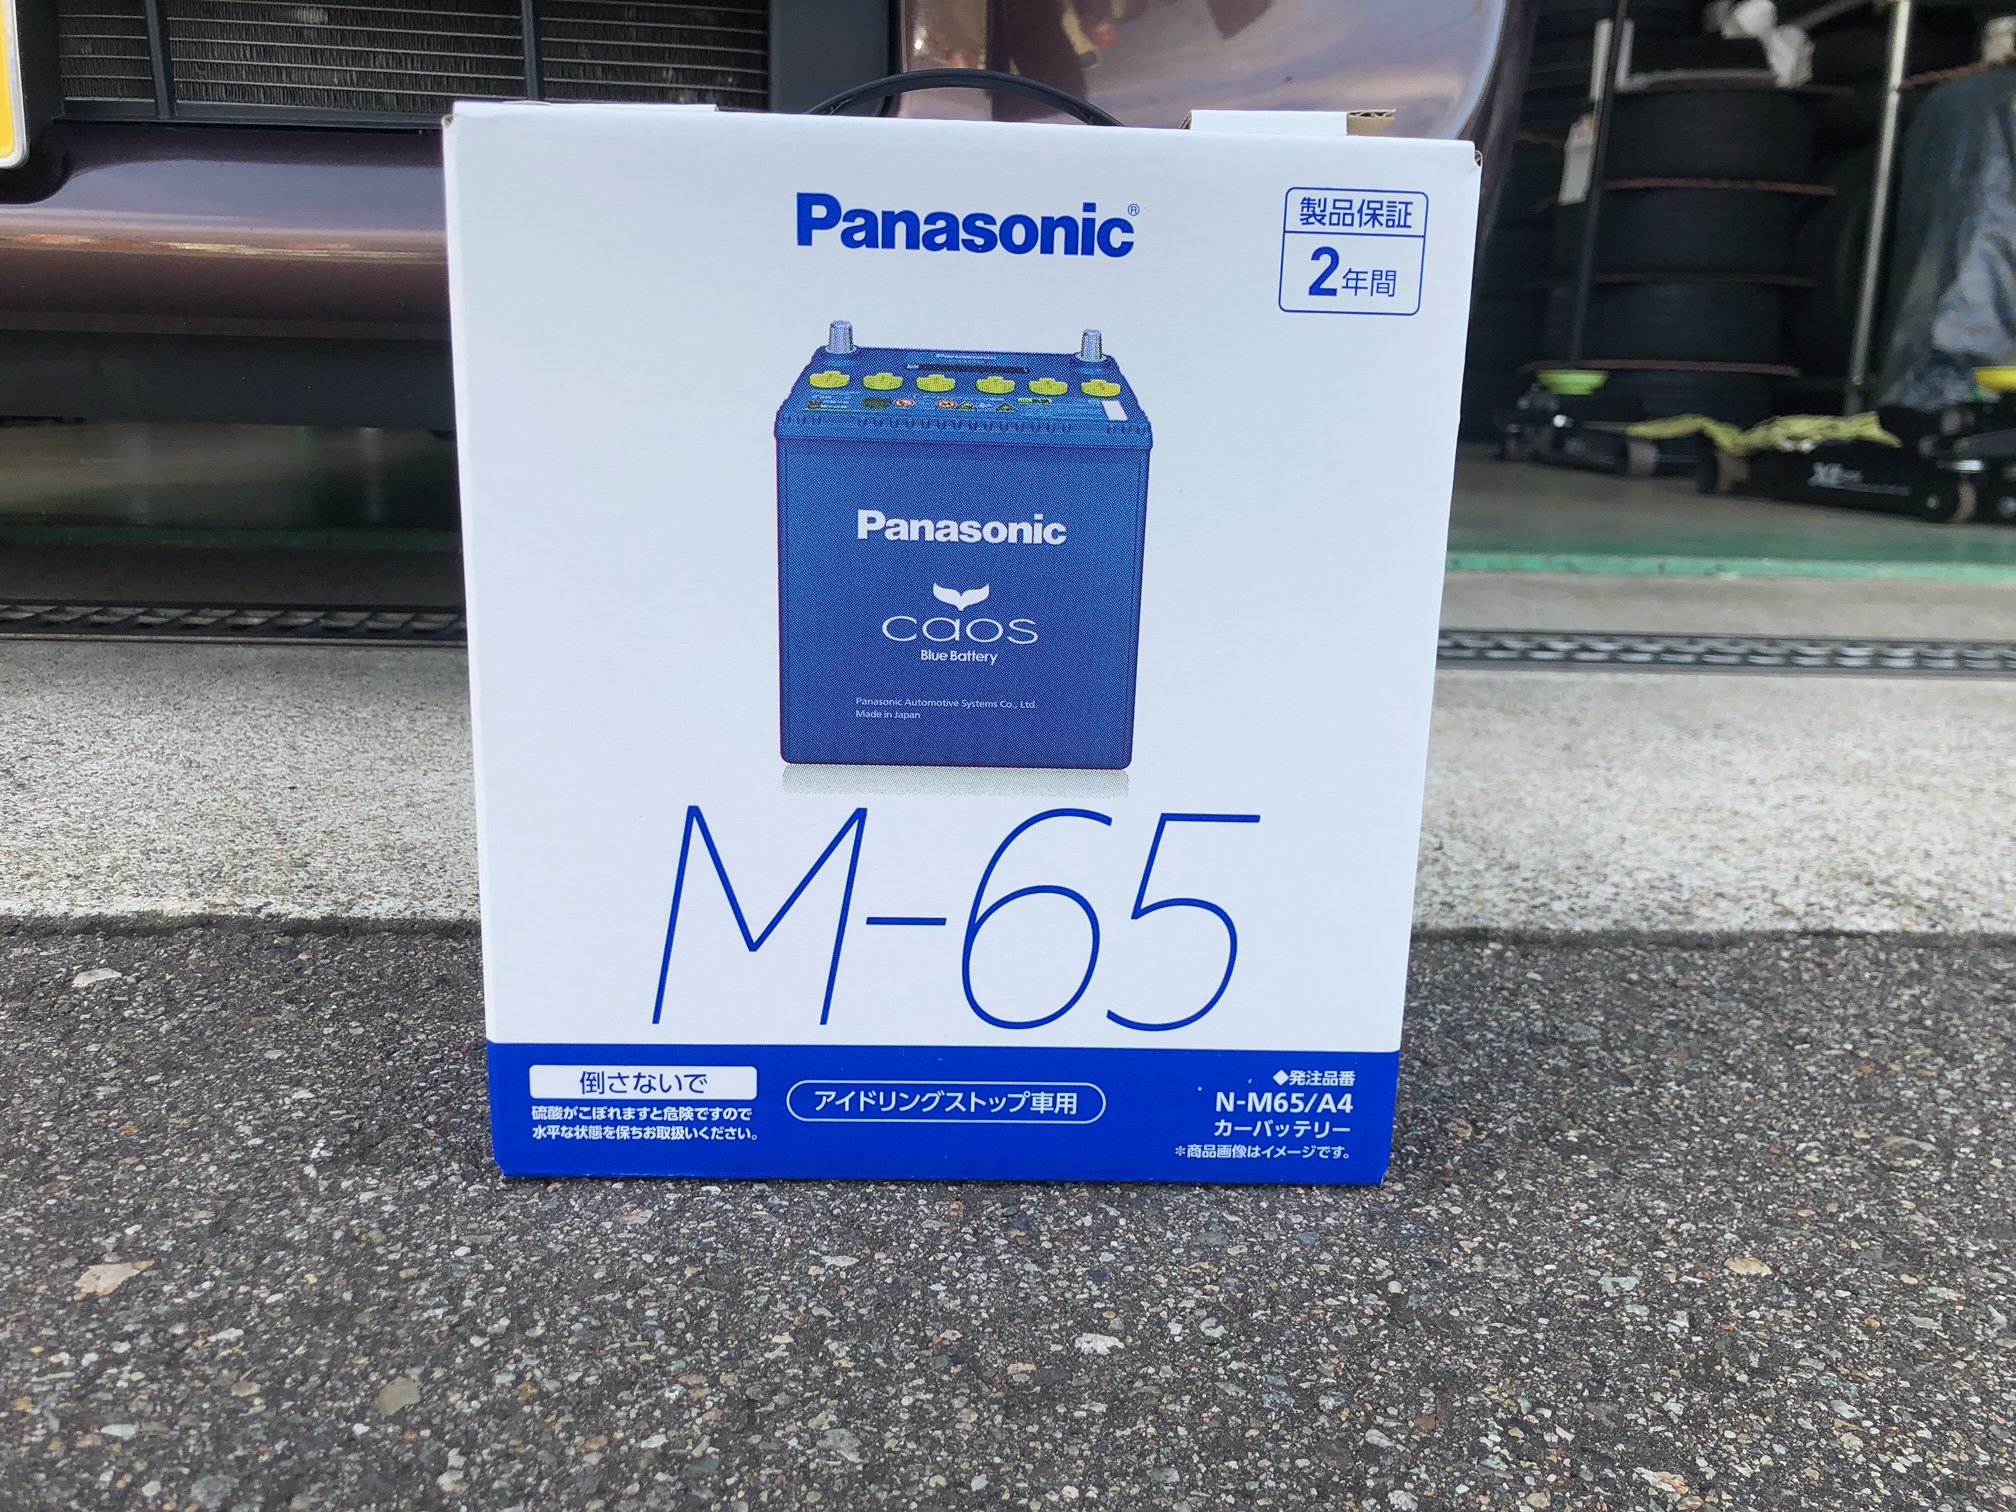 Panasonic®
製品保証
2年間
Panasonic
caos
Blue Battery
Panasonic Automotive Systems Co., Ltd.
Made in Japan
M-65
倒さないで
硫酸がこぼれますと危険ですので
水平な状態を保ちお取扱いください。
アイドリングストップ車用
◆発注品番
N-M65/A4
カーバッテリー
＊商品画像はイメージです。